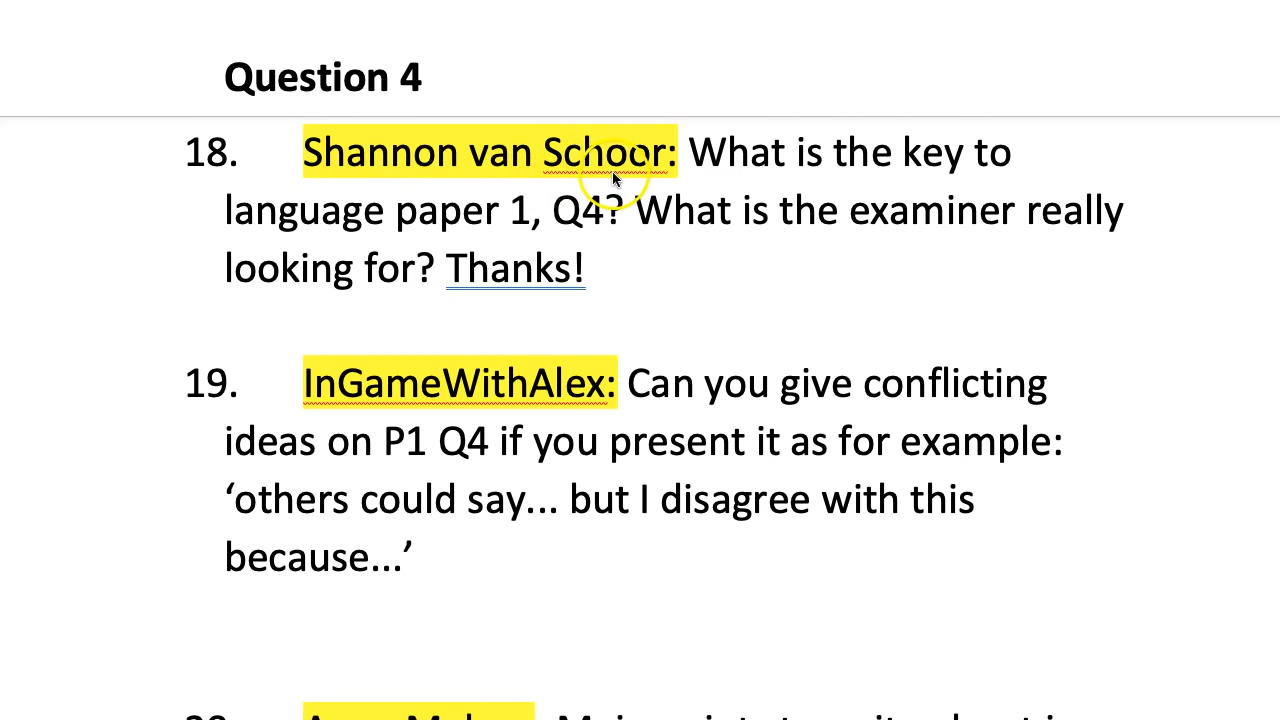 Question 4
18. Shannon van Schoor: What is the key to
language paper 1, Q4? What is the examiner really
looking for? Thanks!
19. InGameWithAlex: Can you give conflicting
ideas on P1 Q4 if you present it as for example:
‘others could say... but I disagree with this
because...’